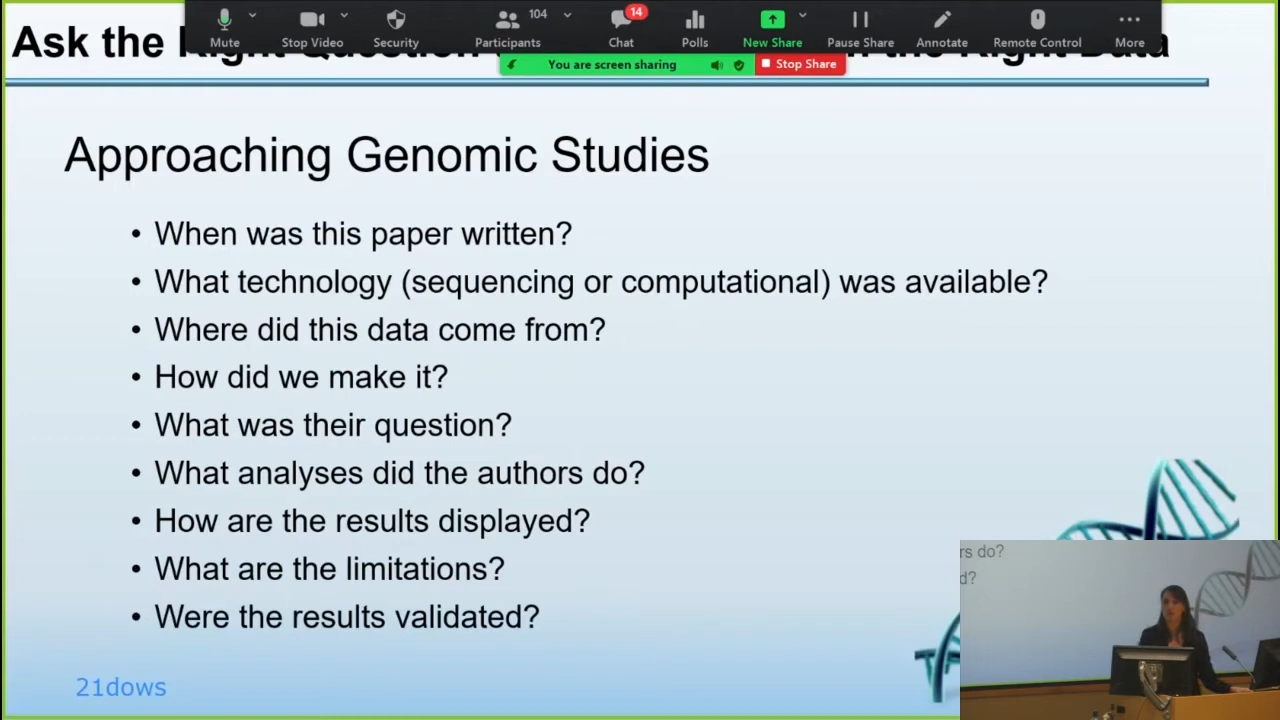 Mute
Stop Video
Security
104
Participants
14
Chat
Polls
New Share
Pause Share
Annotate
Remote Control
More
You are screen sharing
Stop Share
Ask the Right Question the Right Data
Approaching Genomic Studies
• When was this paper written?
• What technology (sequencing or computational) was available?
• Where did this data come from?
• How did we make it?
• What was their question?
• What analyses did the authors do?
• How are the results displayed?
• What are the limitations?
• Were the results validated?
rs do?
d?
21dows